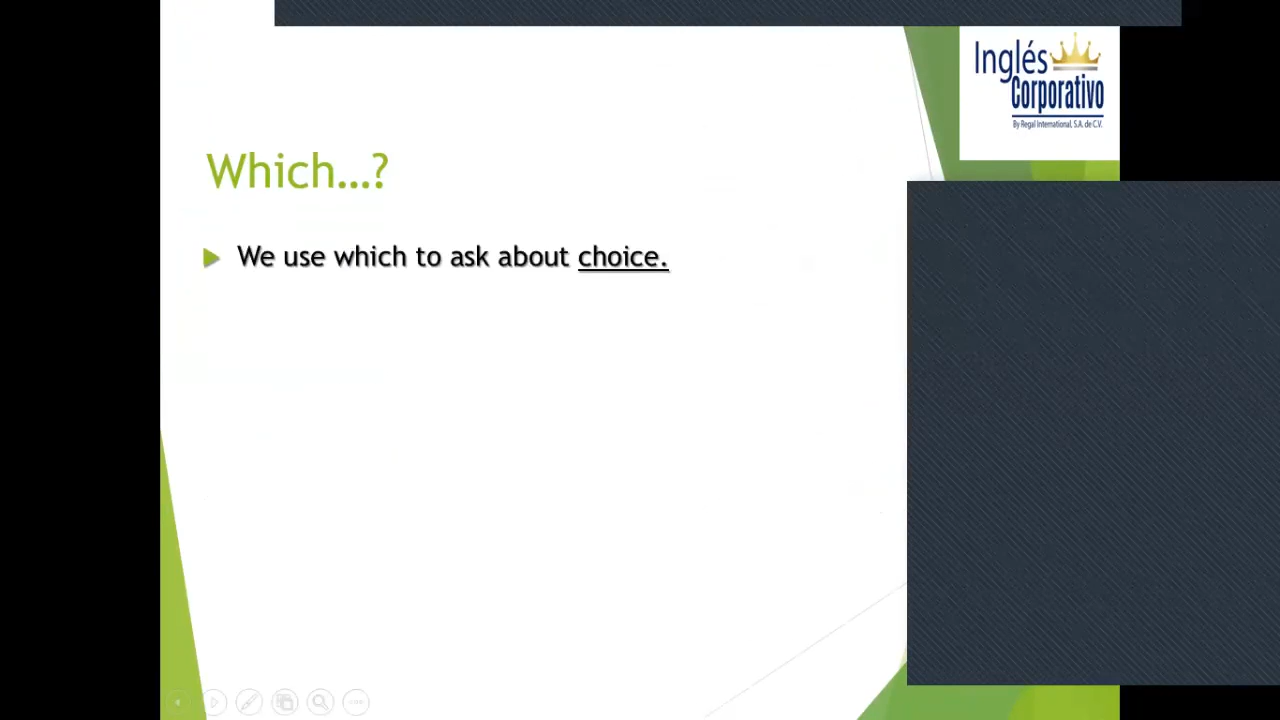 Inglés
Corporativo
By Regal International, S.A. de C.V.
Which...?
We use which to ask about choice.